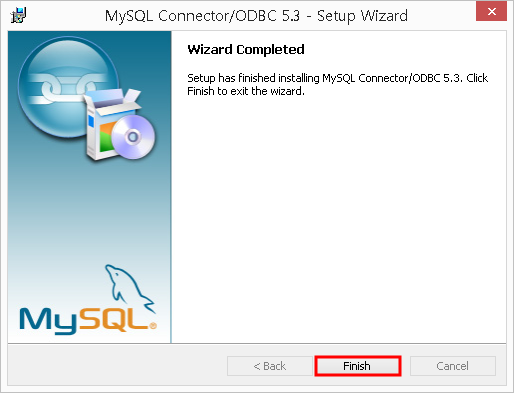 MySQL Connector/ODBC 5.3 - Setup Wizard
Wizard Completed
Setup has finished installing MySQL Connector/ODBC 5.3. Click
Finish to exit the wizard.
MySQL®
< Back
Finish
Cancel